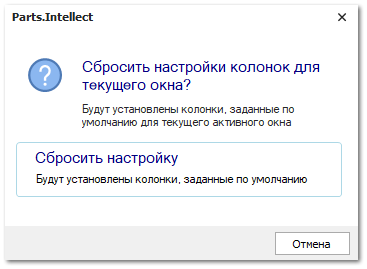 Parts.Intellect
Сбросить настройки колонок для
текущего окна?
Будут установлены колонки, заданные по
умолчанию для текущего активного окна
Сбросить настройку
Будут установлены колонки, заданные по умолчанию
Отмена